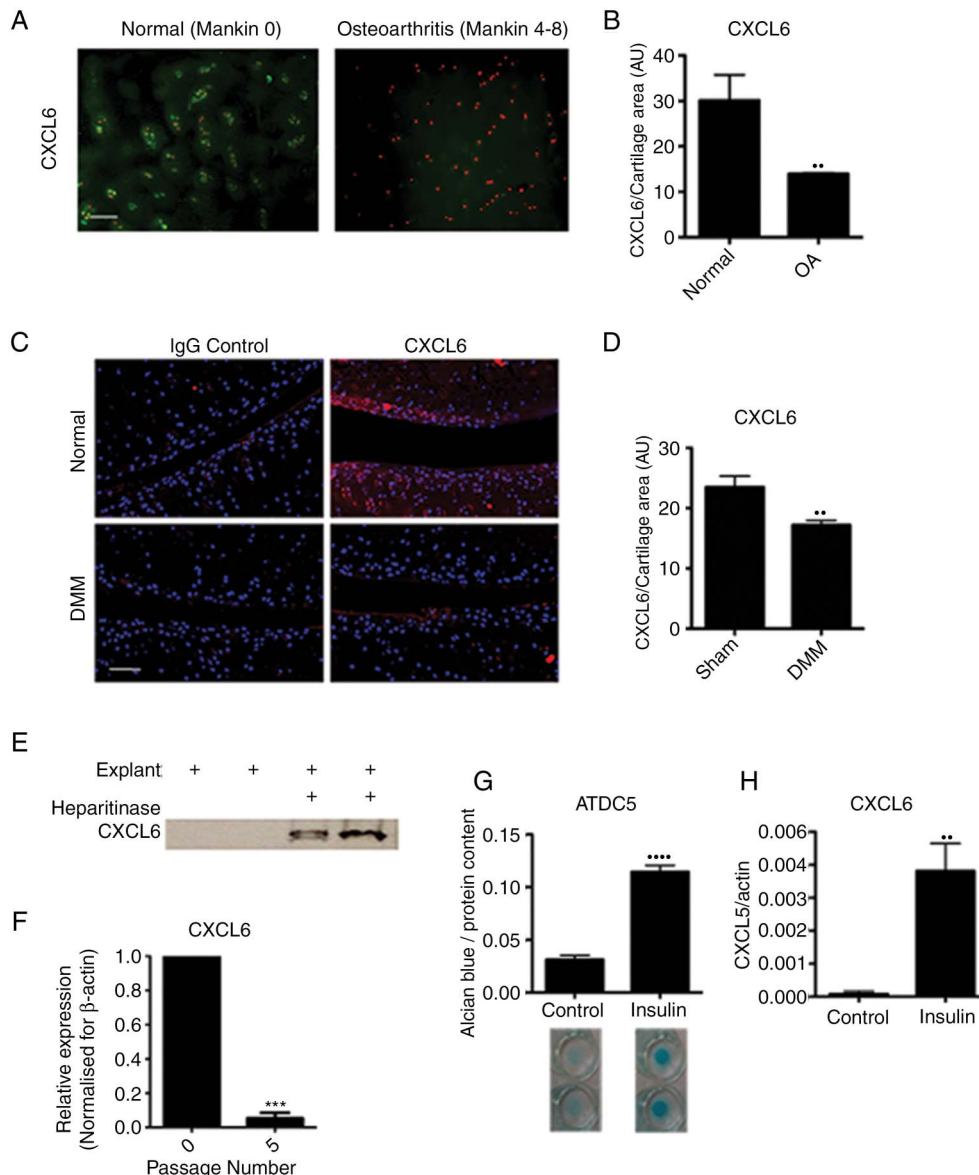 A
Normal (Mankin 0)
Osteoarthritis (Mankin 4-8)
CXCL6
B
CXCL6
CXCL6/Cartilage area (AU)
40
30
20
10
0
Normal
OA
••
C
IgG Control
CXCL6
Normal
DMM
D
CXCL6
CXCL6/Cartilage area (AU)
30
20
10
0
Sham
DMM
••
E
Explant + + + +
Heparitinase + +
CXCL6
F
CXCL6
Relative expression
(Normalised for β-actin)
1.0
0.8
0.6
0.4
0.2
0.0
***
0
5
Passage Number
G
ATDC5
Alcian blue / protein content
0.15
0.10
0.05
0.00
••••
Control
Insulin
H
CXCL6
CXCL5/actin
0.006
0.005
0.004
0.003
0.002
0.001
0.000
••
Control
Insulin